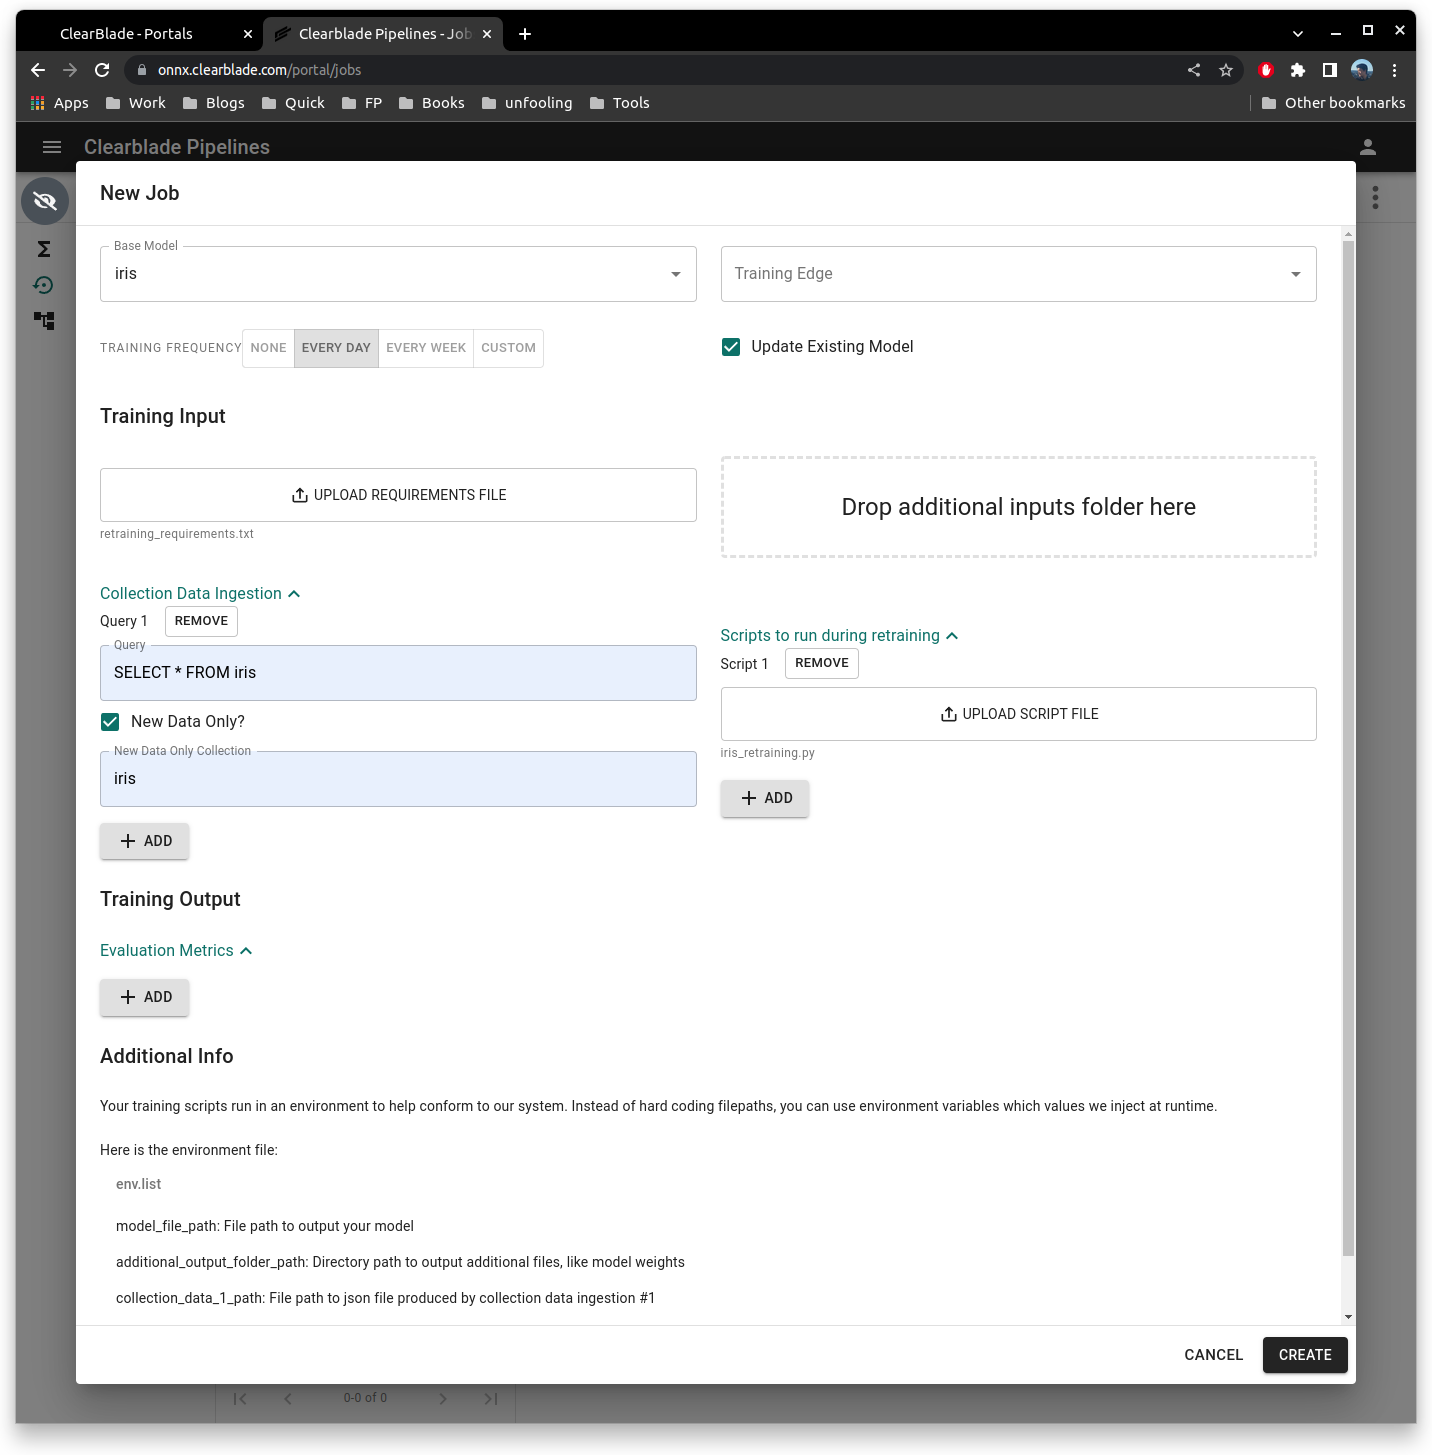 ClearBlade - Portals
Clearblade Pipelines - Job
onnx.clearblade.com/portal/jobs
Apps Work Blogs Quick FP Books unfooling Tools Other bookmarks
Clearblade Pipelines
New Job
Base Model
iris
Training Edge
TRAINING FREQUENCY NONE EVERY DAY EVERY WEEK CUSTOM
Update Existing Model
Training Input
UPLOAD REQUIREMENTS FILE
retraining_requirements.txt
Drop additional inputs folder here
Collection Data Ingestion
Query 1 REMOVE
Query
SELECT * FROM iris
New Data Only?
New Data Only Collection
iris
ADD
Scripts to run during retraining
Script 1 REMOVE
UPLOAD SCRIPT FILE
iris_retraining.py
ADD
Training Output
Evaluation Metrics
ADD
Additional Info
Your training scripts run in an environment to help conform to our system. Instead of hard coding filepaths, you can use environment variables which values we inject at runtime.
Here is the environment file:
env.list
model_file_path: File path to output your model
additional_output_folder_path: Directory path to output additional files, like model weights
collection_data_1_path: File path to json file produced by collection data ingestion #1
CANCEL CREATE
0-0 of 0